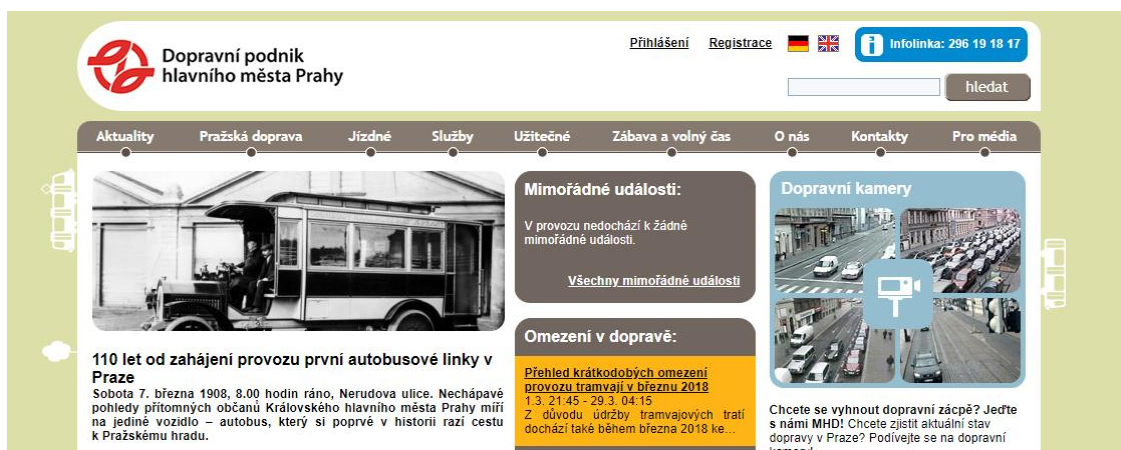 Dopravní podnik
hlavního města Prahy
Přihlášení Registrace
Infolinka: 296 19 18 17
hledat
Aktuality Pražská doprava Jízdné Služby Užitečné Zábava a volný čas O nás Kontakty Pro média
110 let od zahájení provozu první autobusové linky v
Praze
Sobota 7. března 1908, 8.00 hodin ráno, Nerudova ulice. Nechápavé
pohledy přítomných občanů Královského hlavního města Prahy míří
na jediné vozidlo – autobus, který si poprvé v historii razí cestu
k Pražskému hradu.
Mimořádné události:
V provozu nedochází k žádné
mimořádné události.
Všechny mimořádné události
Omezení v dopravě:
Přehled krátkodobých omezení
provozu tramvají v březnu 2018
1.3. 21:45 - 29.3. 04:15
Z důvodu údržby tramvajových tratí
dochází také během března 2018 ke...
Dopravní kamery
Chcete se vyhnout dopravní zácpě? Jeďte
s námi MHD! Chcete zjistit aktuální stav
dopravy v Praze? Podívejte se na dopravní
kamery!